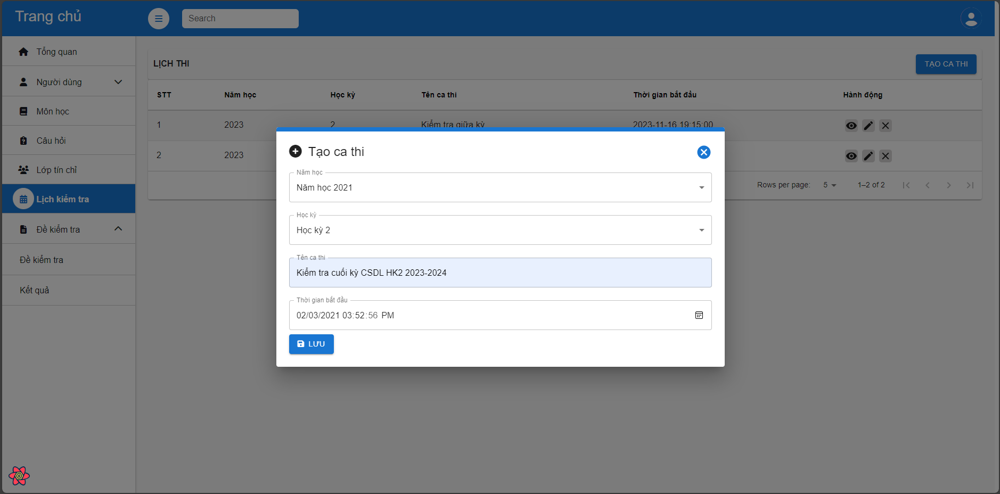 Trang chủ
Search
Tổng quan
Người dùng
Môn học
Câu hỏi
Lớp tín chỉ
Lịch kiểm tra
Đề kiểm tra
Đề kiểm tra
Kết quả
LỊCH THI
TẠO CA THI
STT Năm học Học kỳ Tên ca thi Thời gian bắt đầu Hành động
1 2023 2 Kiểm tra giữa kỳ 2023-11-16 19:15:00
2 2023
Rows per page: 5 1–2 of 2
Tạo ca thi
Năm học
Năm học 2021
Học kỳ
Học kỳ 2
Tên ca thi
Kiểm tra cuối kỳ CSDL HK2 2023-2024
Thời gian bắt đầu
02/03/2021 03:52:56 PM
LƯU